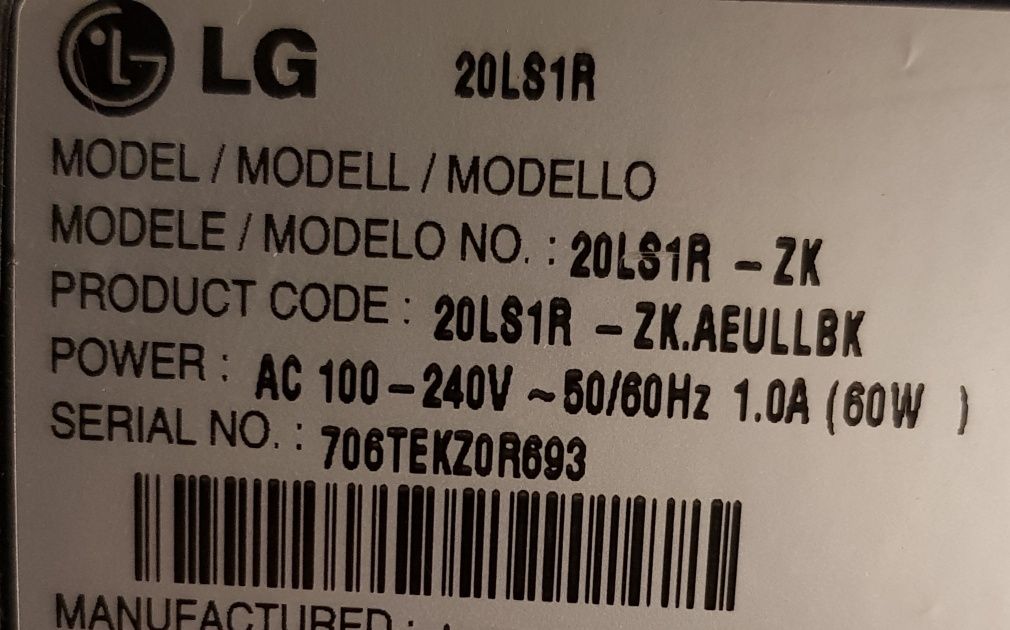 LG 20LS1R
MODEL / MODELL / MODELLO
MODELE / MODELO NO. : 20LS1R - ZK
PRODUCT CODE : 20LS1R - ZK.AEULLBK
POWER : AC 100-240V ~50/60Hz 1.0A (60W )
SERIAL NO. : 706TEKZ0R693
MANUFACTURED :